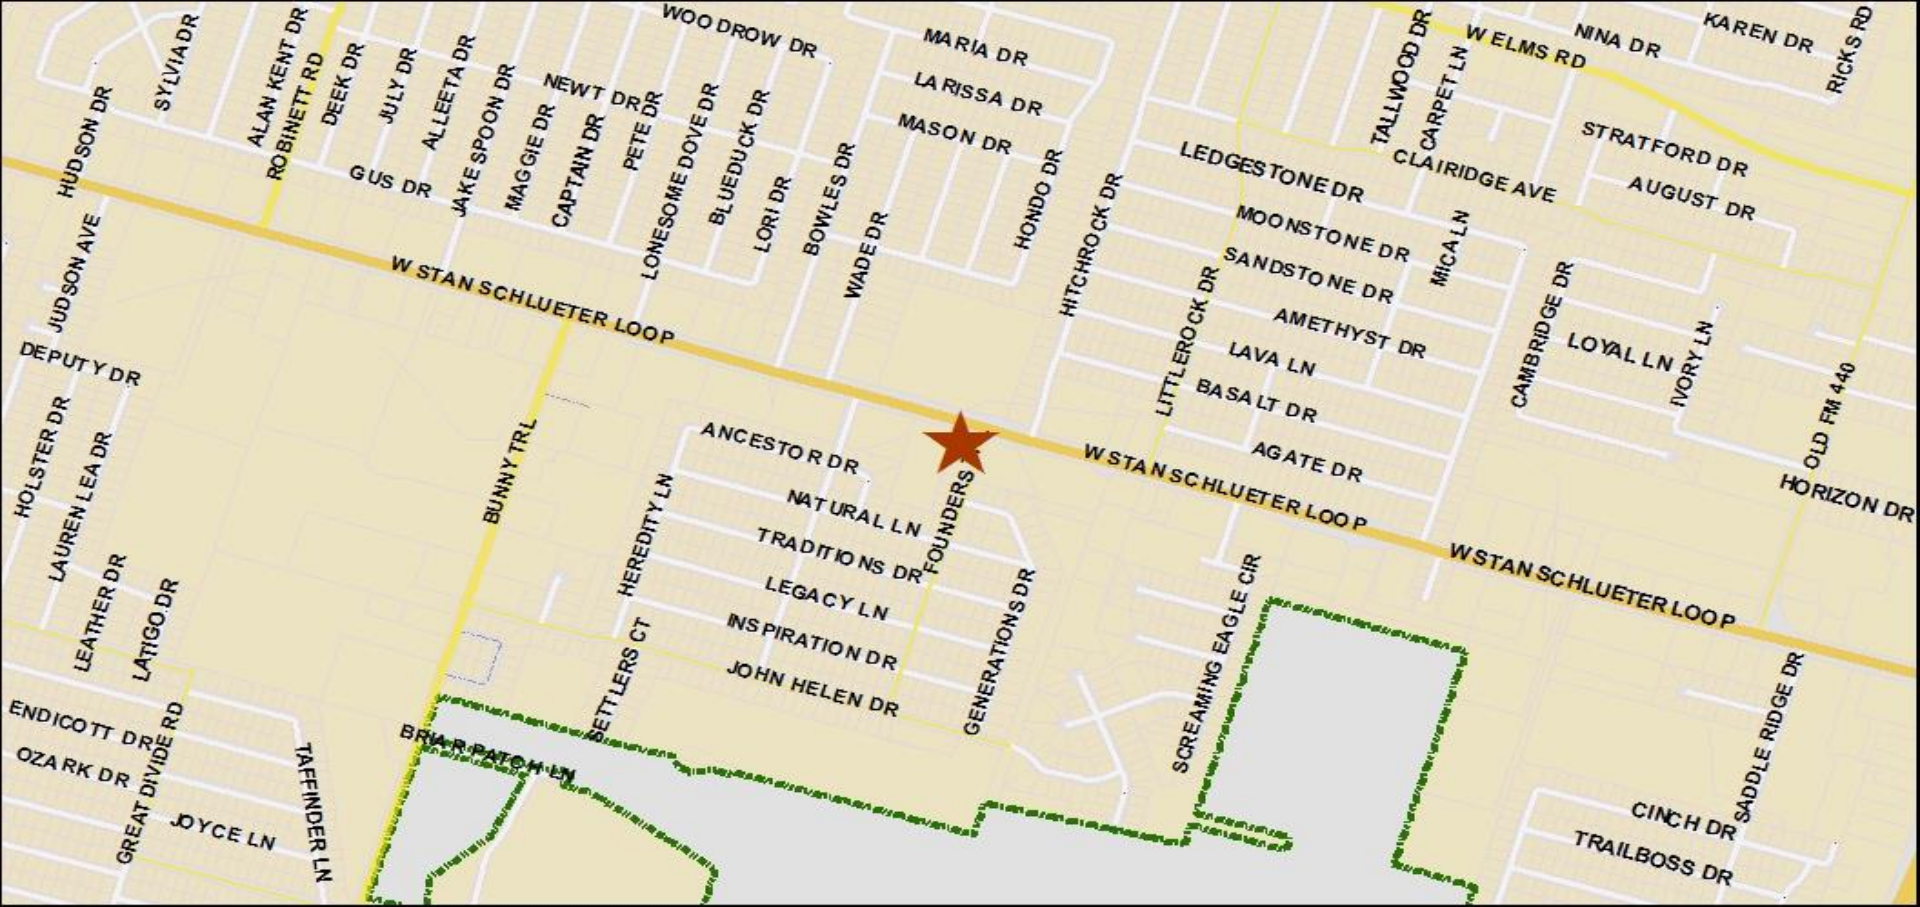 WOODROW DR
MARIA DR
W ELMS RD
NINA DR
KAREN DR
RICKS RD
SYLVIA DR
ALAN KENT DR
ROBINETT RD
DEEK DR
JULY DR
ALLEETA DR
JAKE SPOON DR
NEWT DR
MAGGIE DR
CAPTAIN DR
PETE DR
LONESOME DOVE DR
BLUEDUCK DR
LORI DR
BOWLES DR
WADE DR
LARISSA DR
MASON DR
HONDO DR
HITCHROCK DR
TALLWOOD DR
CARPET LN
STRATFORD DR
CLAIRIDGE AVE
AUGUST DR
LEDGESTONE DR
HUDSON DR
GUS DR
MOONSTONE DR
MICA LN
SANDSTONE DR
LITTLEROCK DR
AMETHYST DR
CAMBRIDGE DR
LOYAL LN
IVORY LN
OLD FM 440
JUDSON AVE
W STAN SCHLUETER LOOP
DEPUTY DR
LAVA LN
BASALT DR
AGATE DR
HORIZON DR
HOLSTER DR
LAUREN LEA DR
BUNNY TRL
ANCESTOR DR
W STAN SCHLUETER LOOP
HEREDITY LN
NATURAL LN
FOUNDERS
TRADITIONS DR
W STAN SCHLUETER LOOP
LEATHER DR
LATIGO DR
LEGACY LN
GENERATIONS DR
SCREAMING EAGLE CIR
INSPIRATION DR
SETTLERS CT
JOHN HELEN DR
SADDLE RIDGE DR
ENDICOTT DR
GREAT DIVIDE RD
BRIAR PATCH LN
OZARK DR
TAFFINDER LN
JOYCE LN
CINCH DR
TRAILBOSS DR